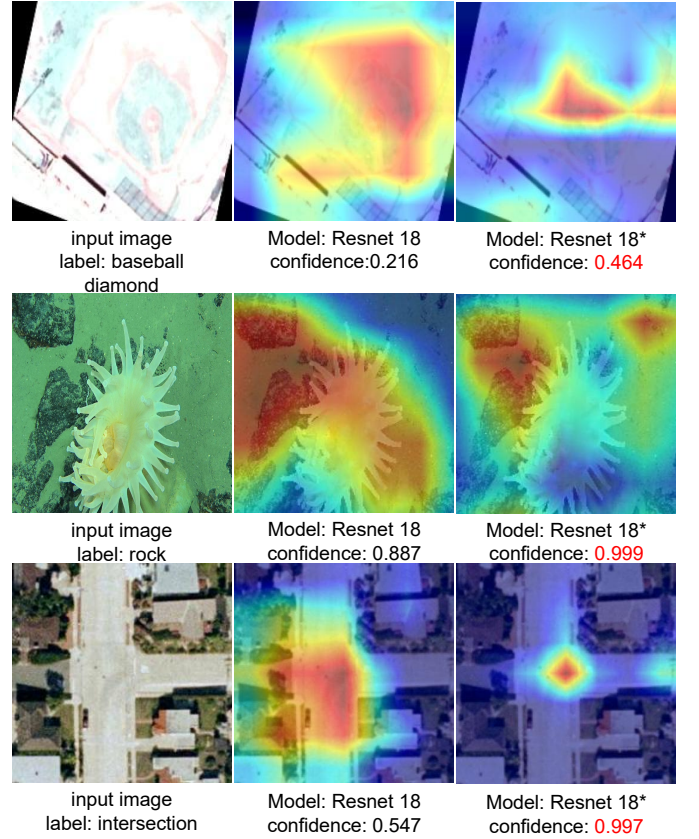 input image
label: baseball
diamond
Model: Resnet 18
confidence:0.216
Model: Resnet 18*
confidence: 0.464
input image
label: rock
Model: Resnet 18
confidence: 0.887
Model: Resnet 18*
confidence: 0.999
input image
label: intersection
Model: Resnet 18
confidence: 0.547
Model: Resnet 18*
confidence: 0.997